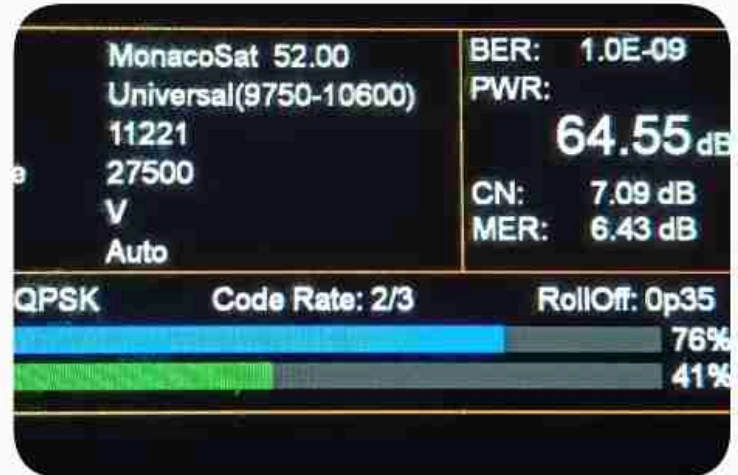 MonacoSat 52.00
Universal(9750-10600)
11221
e 27500
V
Auto
BER: 1.0E-09
PWR:
64.55 dB
CN: 7.09 dB
MER: 6.43 dB
QPSK Code Rate: 2/3 RollOff: 0p35
76%
41%